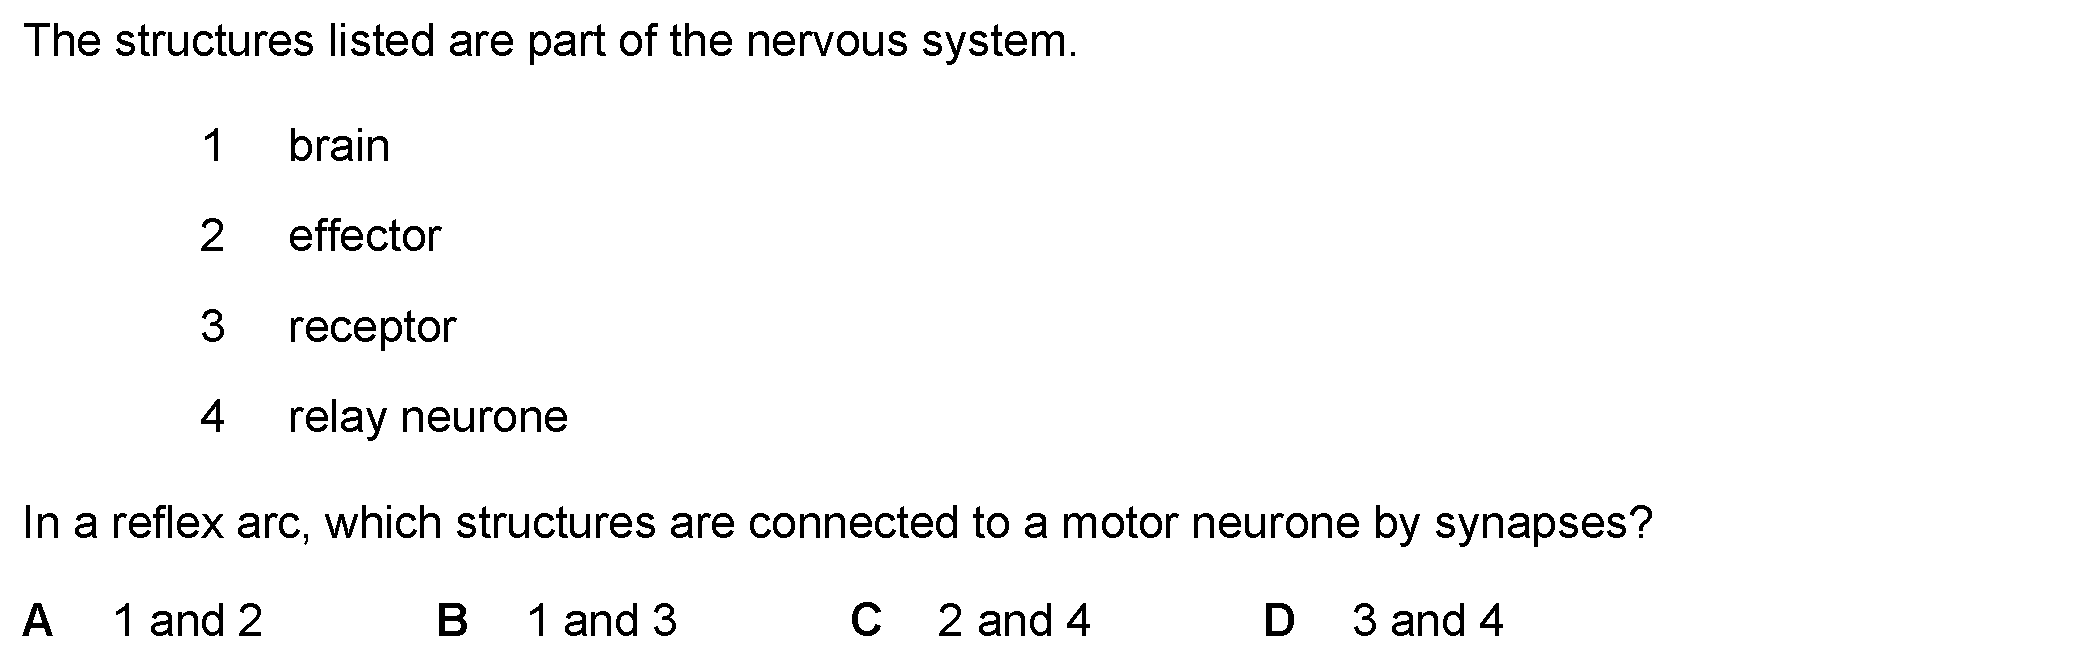 The structures listed are part of the nervous system.
1 brain
2 effector
3 receptor
4 relay neurone
In a reflex arc, which structures are connected to a motor neurone by synapses?
A 1 and 2 B 1 and 3 C 2 and 4 D 3 and 4